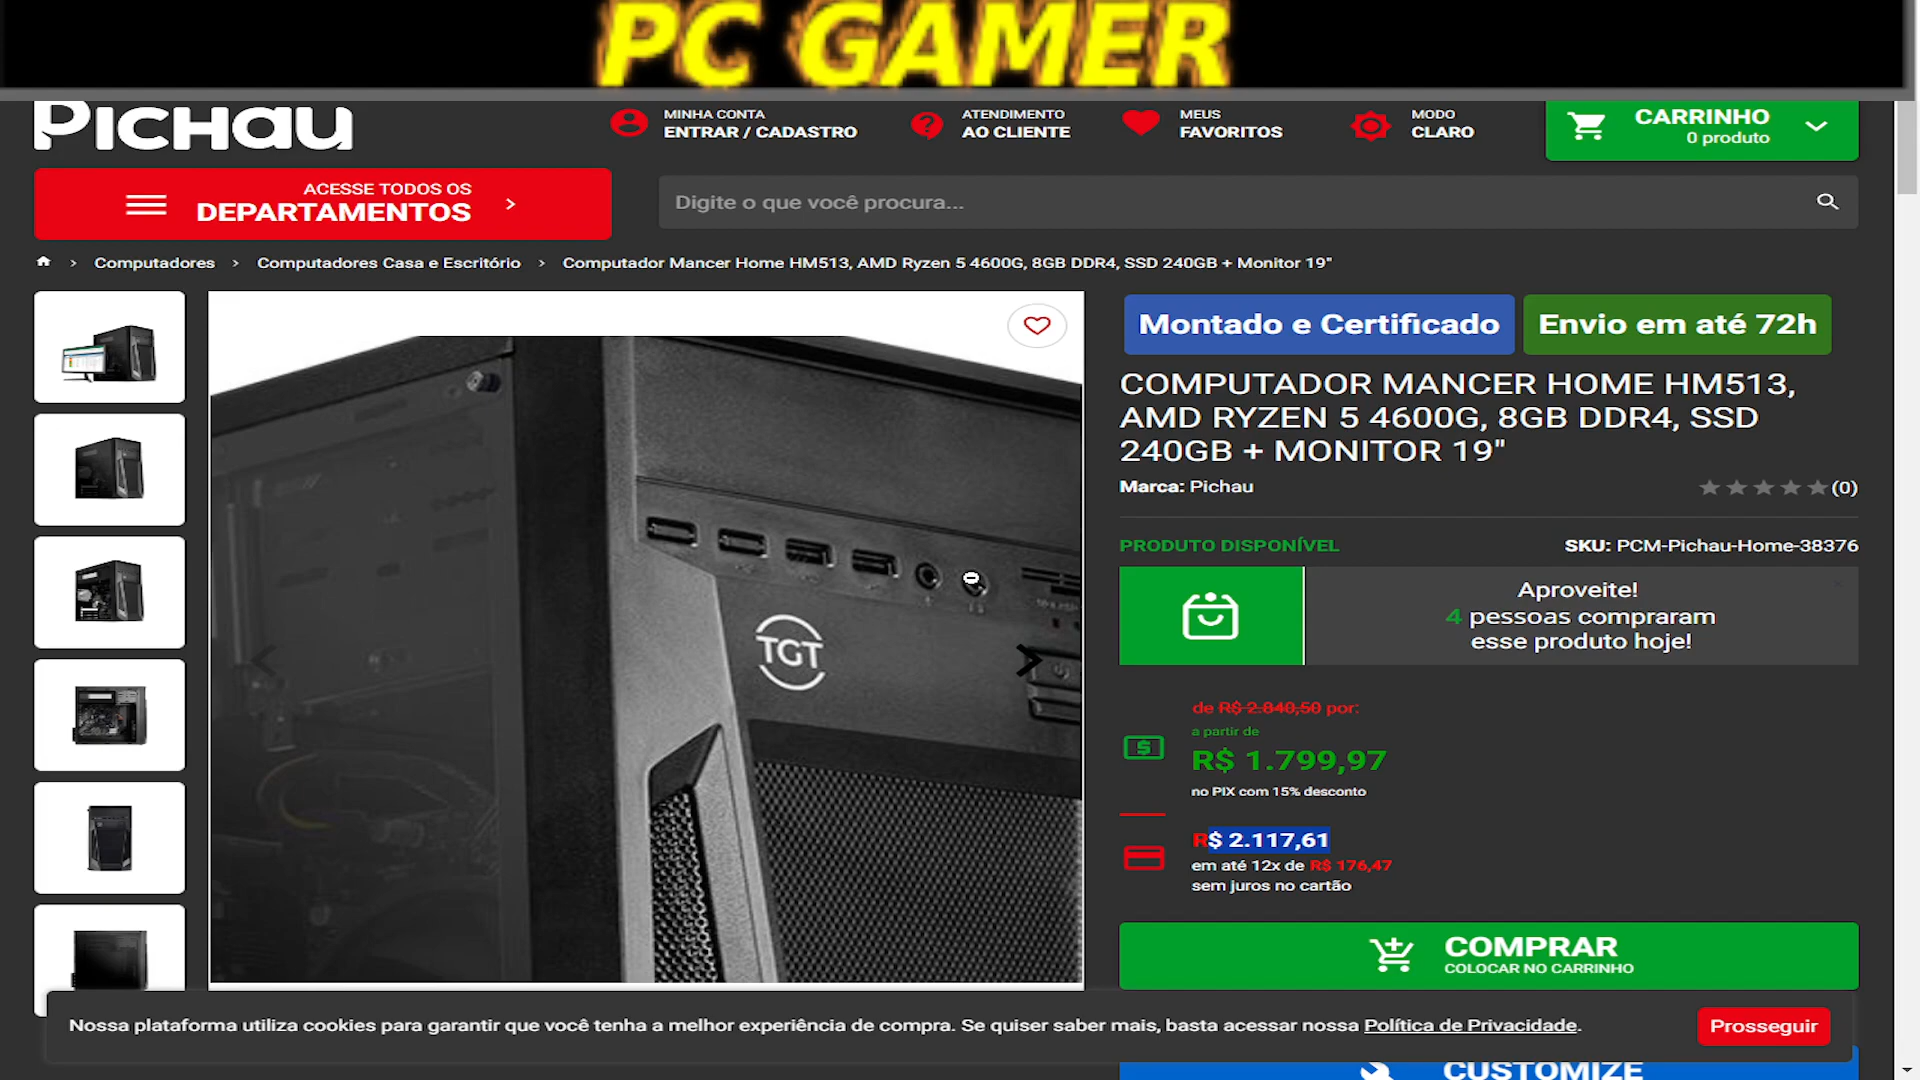 PC GAMER
PICHAU
MINHA CONTA
ENTRAR / CADASTRO
ATENDIMENTO
AO CLIENTE
MEUS
FAVORITOS
MODO
CLARO
CARRINHO
0 produto
ACESSE TODOS OS
DEPARTAMENTOS
Digite o que você procura...
Computadores > Computadores Casa e Escritório > Computador Mancer Home HM513, AMD Ryzen 5 4600G, 8GB DDR4, SSD 240GB + Monitor 19"
TGT
Montado e Certificado
Envio em até 72h
COMPUTADOR MANCER HOME HM513,
AMD RYZEN 5 4600G, 8GB DDR4, SSD
240GB + MONITOR 19"
Marca: Pichau
(0)
PRODUTO DISPONÍVEL
SKU: PCM-Pichau-Home-38376
Aproveite!
4 pessoas compraram
esse produto hoje!
de R$ 2.840,50 por:
a partir de
R$ 1.799,97
no PIX com 15% desconto
R$ 2.117,61
em até 12x de R$ 176,47
sem juros no cartão
COMPRAR
COLOCAR NO CARRINHO
Nossa plataforma utiliza cookies para garantir que você tenha a melhor experiência de compra. Se quiser saber mais, basta acessar nossa Política de Privacidade.
Prosseguir
CUSTOMIZE